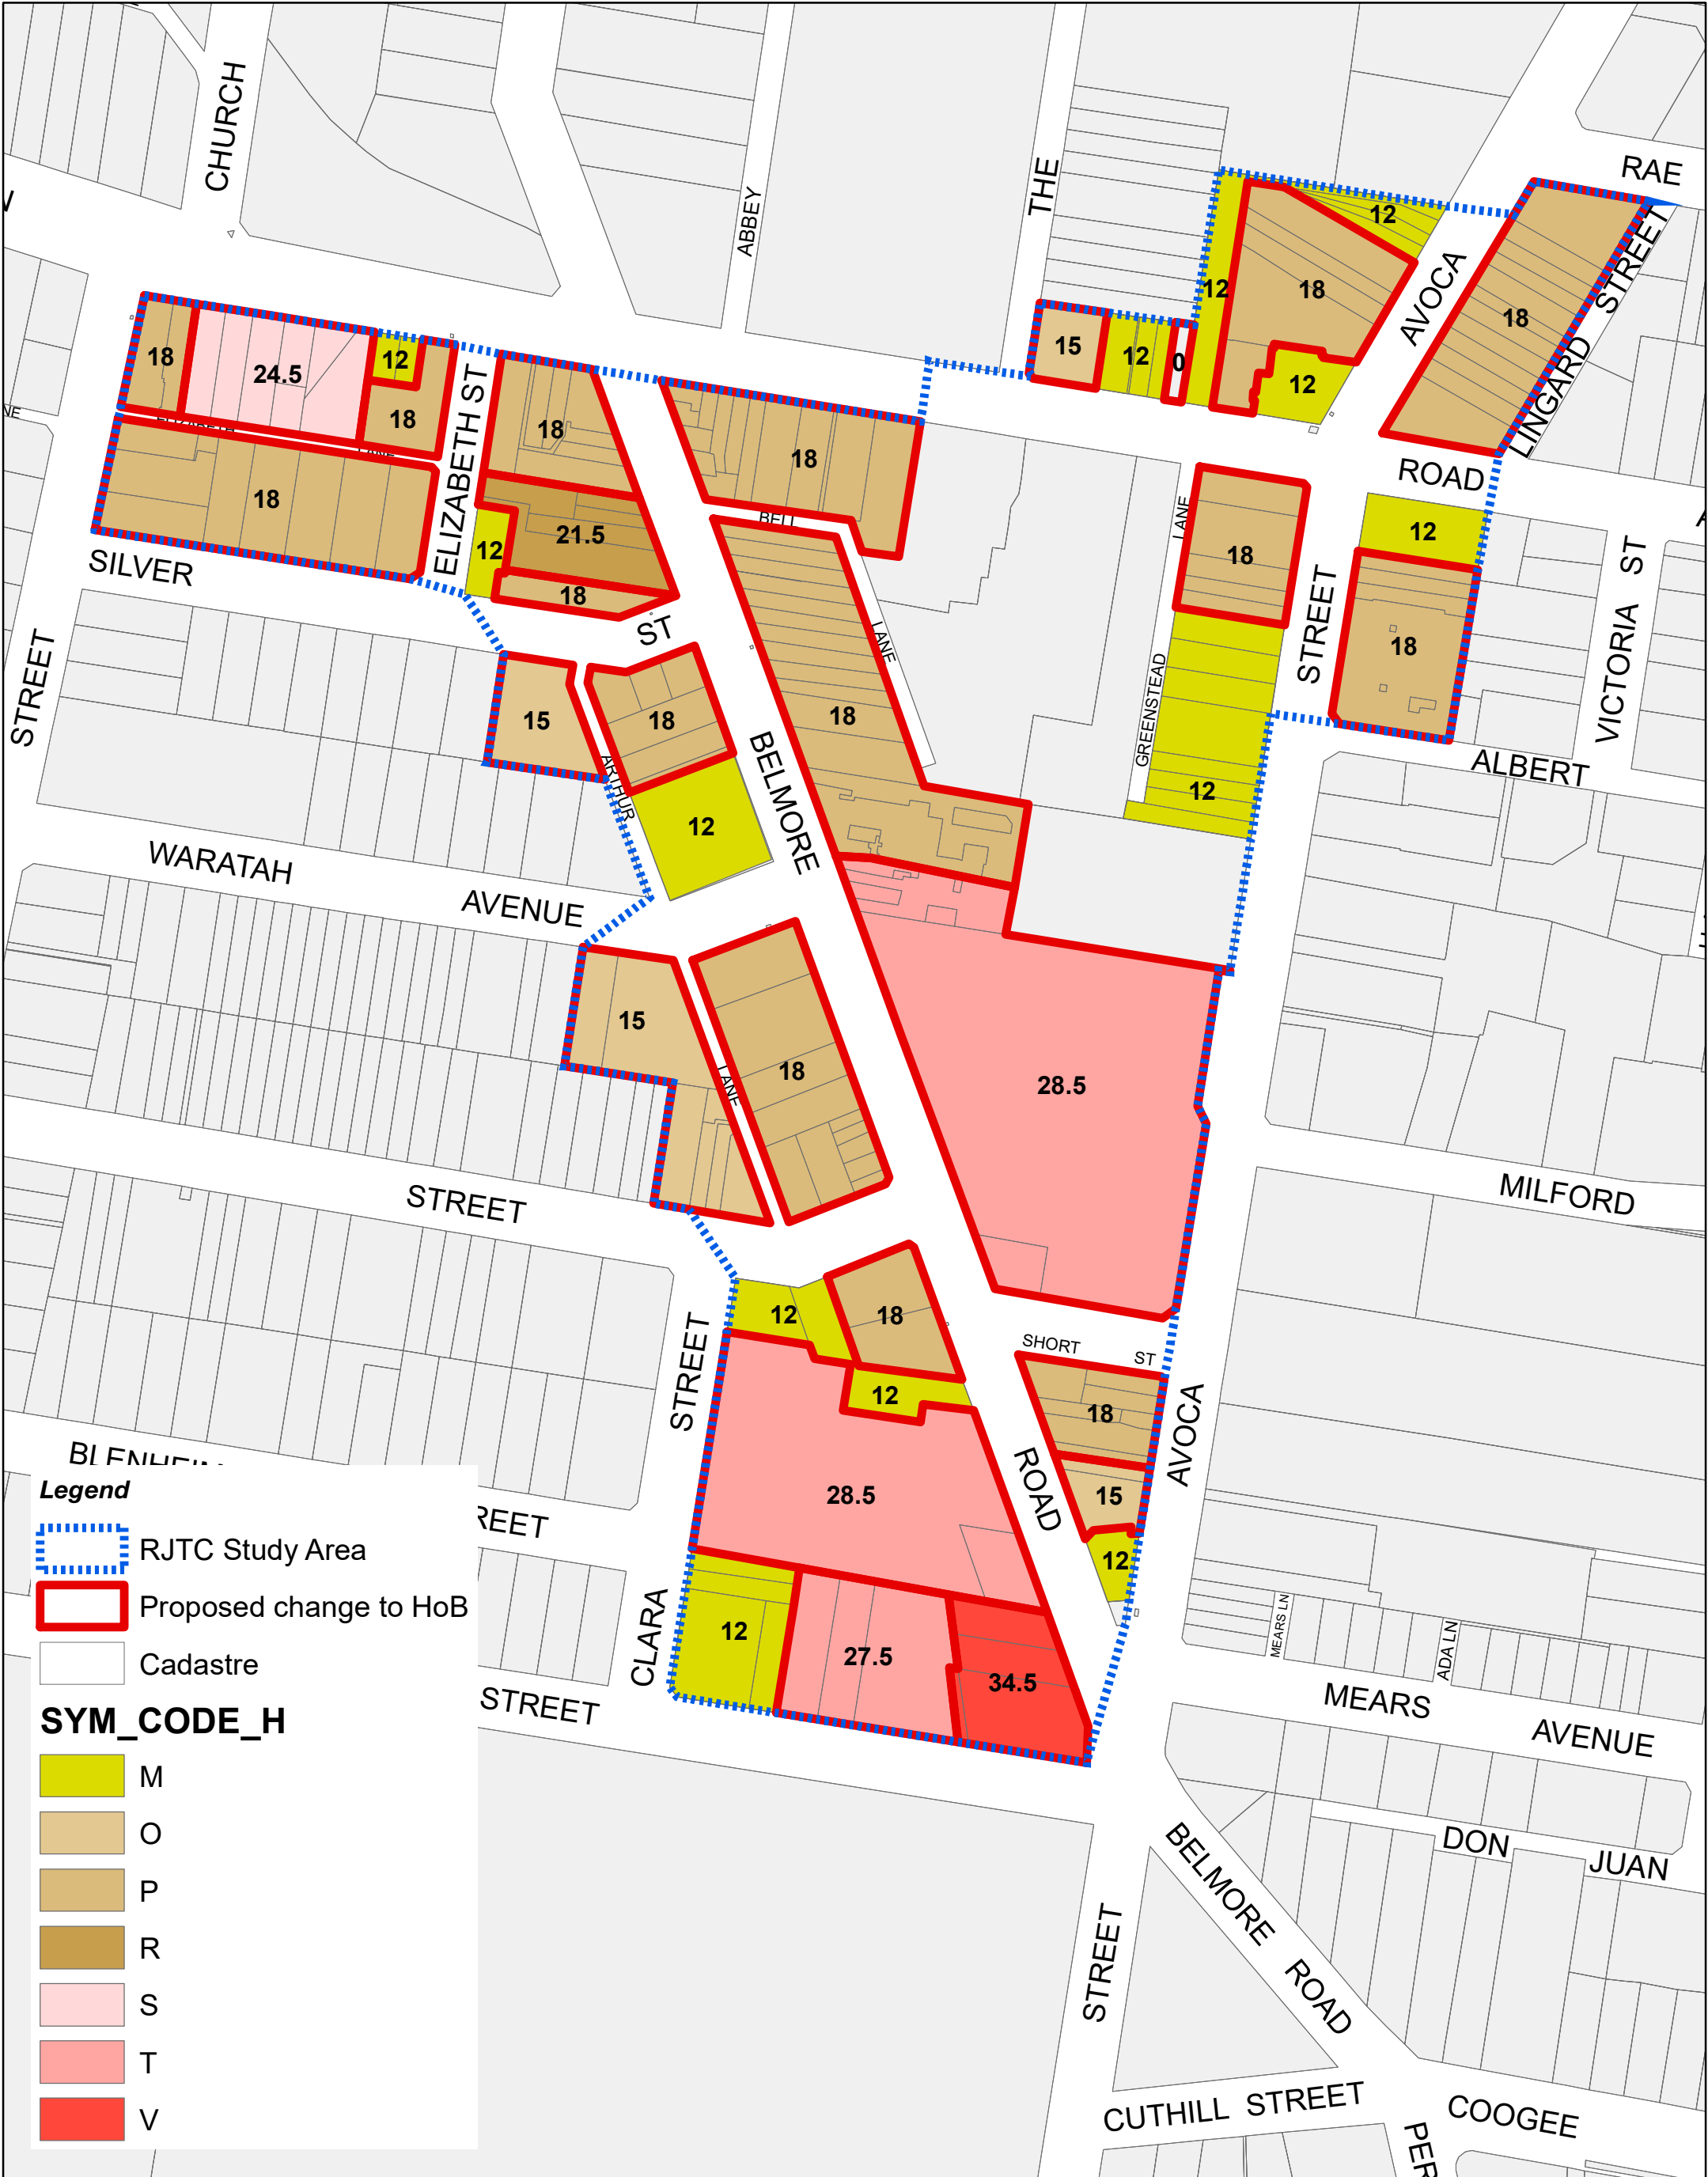 CHURCH
ABBEY
THE
RAE
12
AVOCA
LINGARD STREET
12
18
18
15
12
0
12
18
24.5
12
18
ELIZABETH ST
18
18
ROAD
LANE
18
BELL
12
21.5
12
18
LANE
18
STREET
VICTORIA ST
SILVER
ST
LANE
GREENSTEAD
18
STREET
15
18
18
BELMORE
ARTHUR
12
ALBERT
12
WARATAH
AVENUE
15
18
LANE
28.5
STREET
MILFORD
12
18
SHORT ST
STREET
12
18
AVOCA
28.5
ROAD
15
12
BLENHEIM
REET
CLARA
12
27.5
34.5
MEARS LN
ADA LN
STREET
MEARS
AVENUE
DON
JUAN
BELMORE ROAD
STREET
CUTHILL STREET
COOGEE
PER
Legend
RJTC Study Area
Proposed change to HoB
Cadastre
SYM_CODE_H
M
O
P
R
S
T
V